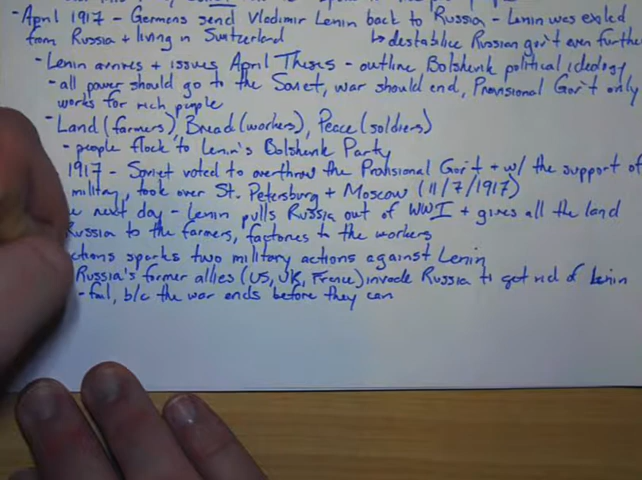 -April 1917 - Germans send Vladimir Lenin back to Russia - Lenin was exiled
from Russia + living in Switzerland ↳ destabilize Russian gov't even further
-Lenin arrives + issues April Theses - outline Bolshevik political ideology
-all power should go to the Soviet, war should end, Provisional Gov't only
works for rich people
-Land (farmers), Bread (workers), Peace (soldiers)
-people flock to Lenin's Bolshevik Party
1917 - Soviet voted to overthrow the Provisional Gov't + w/ the support of
military, took over St. Petersburg + Moscow (11/7/1917)
next day - Lenin pulls Russia out of WWI + gives all the land
Russia to the farmers, factories to the workers
ctions sparks two military actions against Lenin
Russia's former allies (US, UK, France) invade Russia to get rid of Lenin
-fail, b/c the war ends before they can